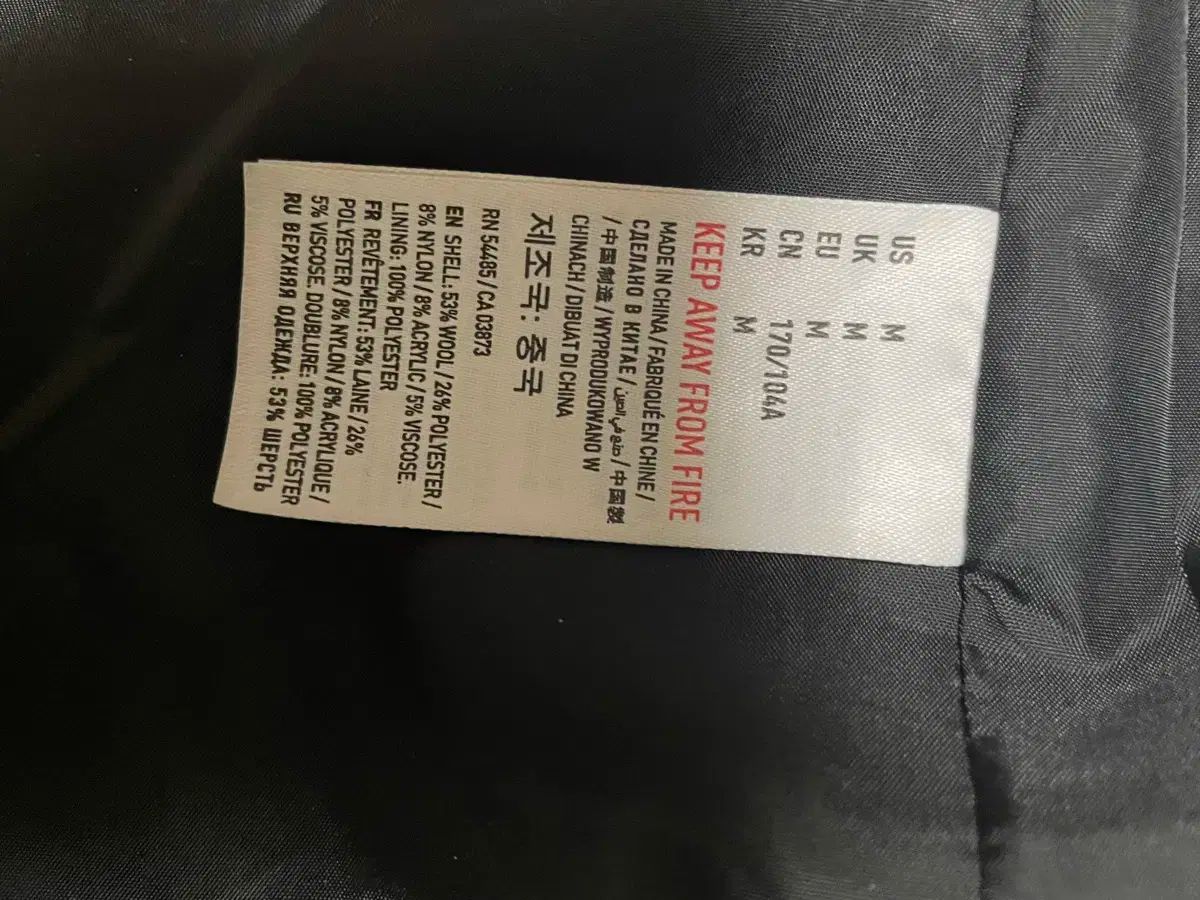 US M
UK M
EU M
CN 170/104A
KR M
KEEP AWAY FROM FIRE
MADE IN CHINA / FABRIQUÉ EN CHINE /
СДЕЛАНО В КИТАЕ / صنع في الصين / 中国製
/ 中国制造 / WYPRODUKOWANO W
CHINACH / DIBUAT DI CHINA
제조국: 중국
RN 54485 / CA 03873
EN SHELL: 53% WOOL / 26% POLYESTER /
8% NYLON / 8% ACRYLIC / 5% VISCOSE.
LINING: 100% POLYESTER
FR REVÊTEMENT: 53% LAINE / 26%
POLYESTER / 8% NYLON / 8% ACRYLIQUE /
5% VISCOSE. DOUBLURE: 100% POLYESTER
RU ВЕРХНЯЯ ОДЕЖДА: 53% ШЕРСТЬ